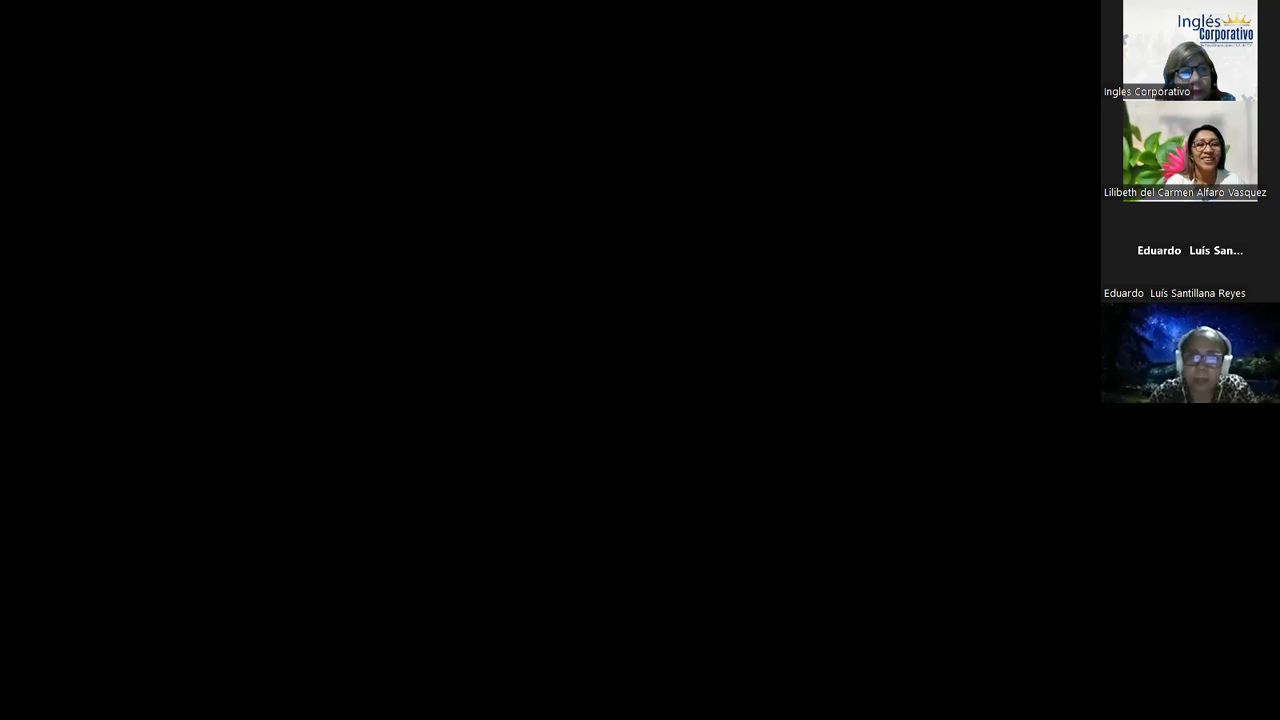 Inglés
Corporativo
Ingles Corporativo
Lilibeth del Carmen Alfaro Vasquez
Eduardo Luís San...
Eduardo Luís Santillana Reyes